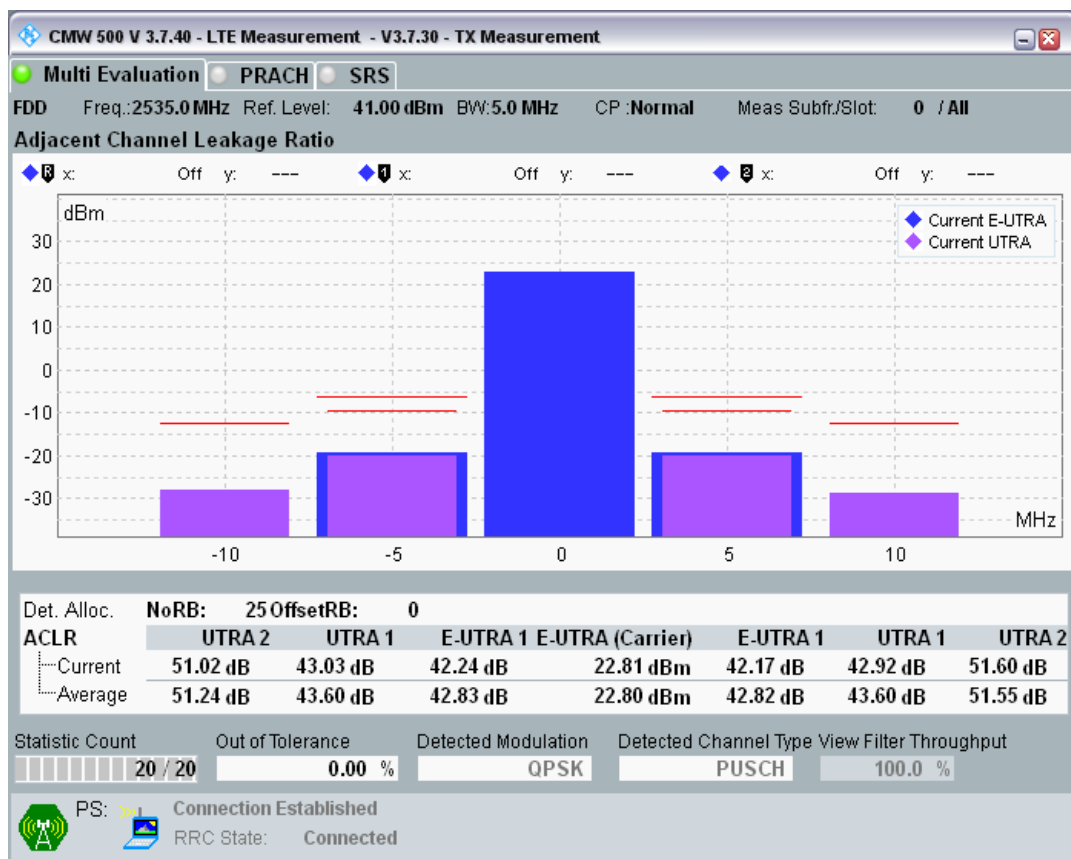 CMW 500 V 3.7.40 - LTE Measurement - V3.7.30 - TX Measurement
Multi Evaluation PRACH SRS
FDD Freq.:2535.0 MHz Ref. Level: 41.00 dBm BW:5.0 MHz CP :Normal Meas Subfr./Slot: 0 / All
Adjacent Channel Leakage Ratio
R x: Off y: --- 1 x: Off y: --- 2 x: Off y: ---
dBm
Current E-UTRA
Current UTRA
30
20
10
0
-10
-20
-30
MHz
-10 -5 0 5 10
Det. Alloc. NoRB: 25 OffsetRB: 0
ACLR UTRA 2 UTRA 1 E-UTRA 1 E-UTRA (Carrier) E-UTRA 1 UTRA 1 UTRA 2
Current 51.02 dB 43.03 dB 42.24 dB 22.81 dBm 42.17 dB 42.92 dB 51.60 dB
Average 51.24 dB 43.60 dB 42.83 dB 22.80 dBm 42.82 dB 43.60 dB 51.55 dB
Statistic Count Out of Tolerance Detected Modulation Detected Channel Type View Filter Throughput
20 / 20 0.00 % QPSK PUSCH 100.0 %
PS: Connection Established
RRC State: Connected